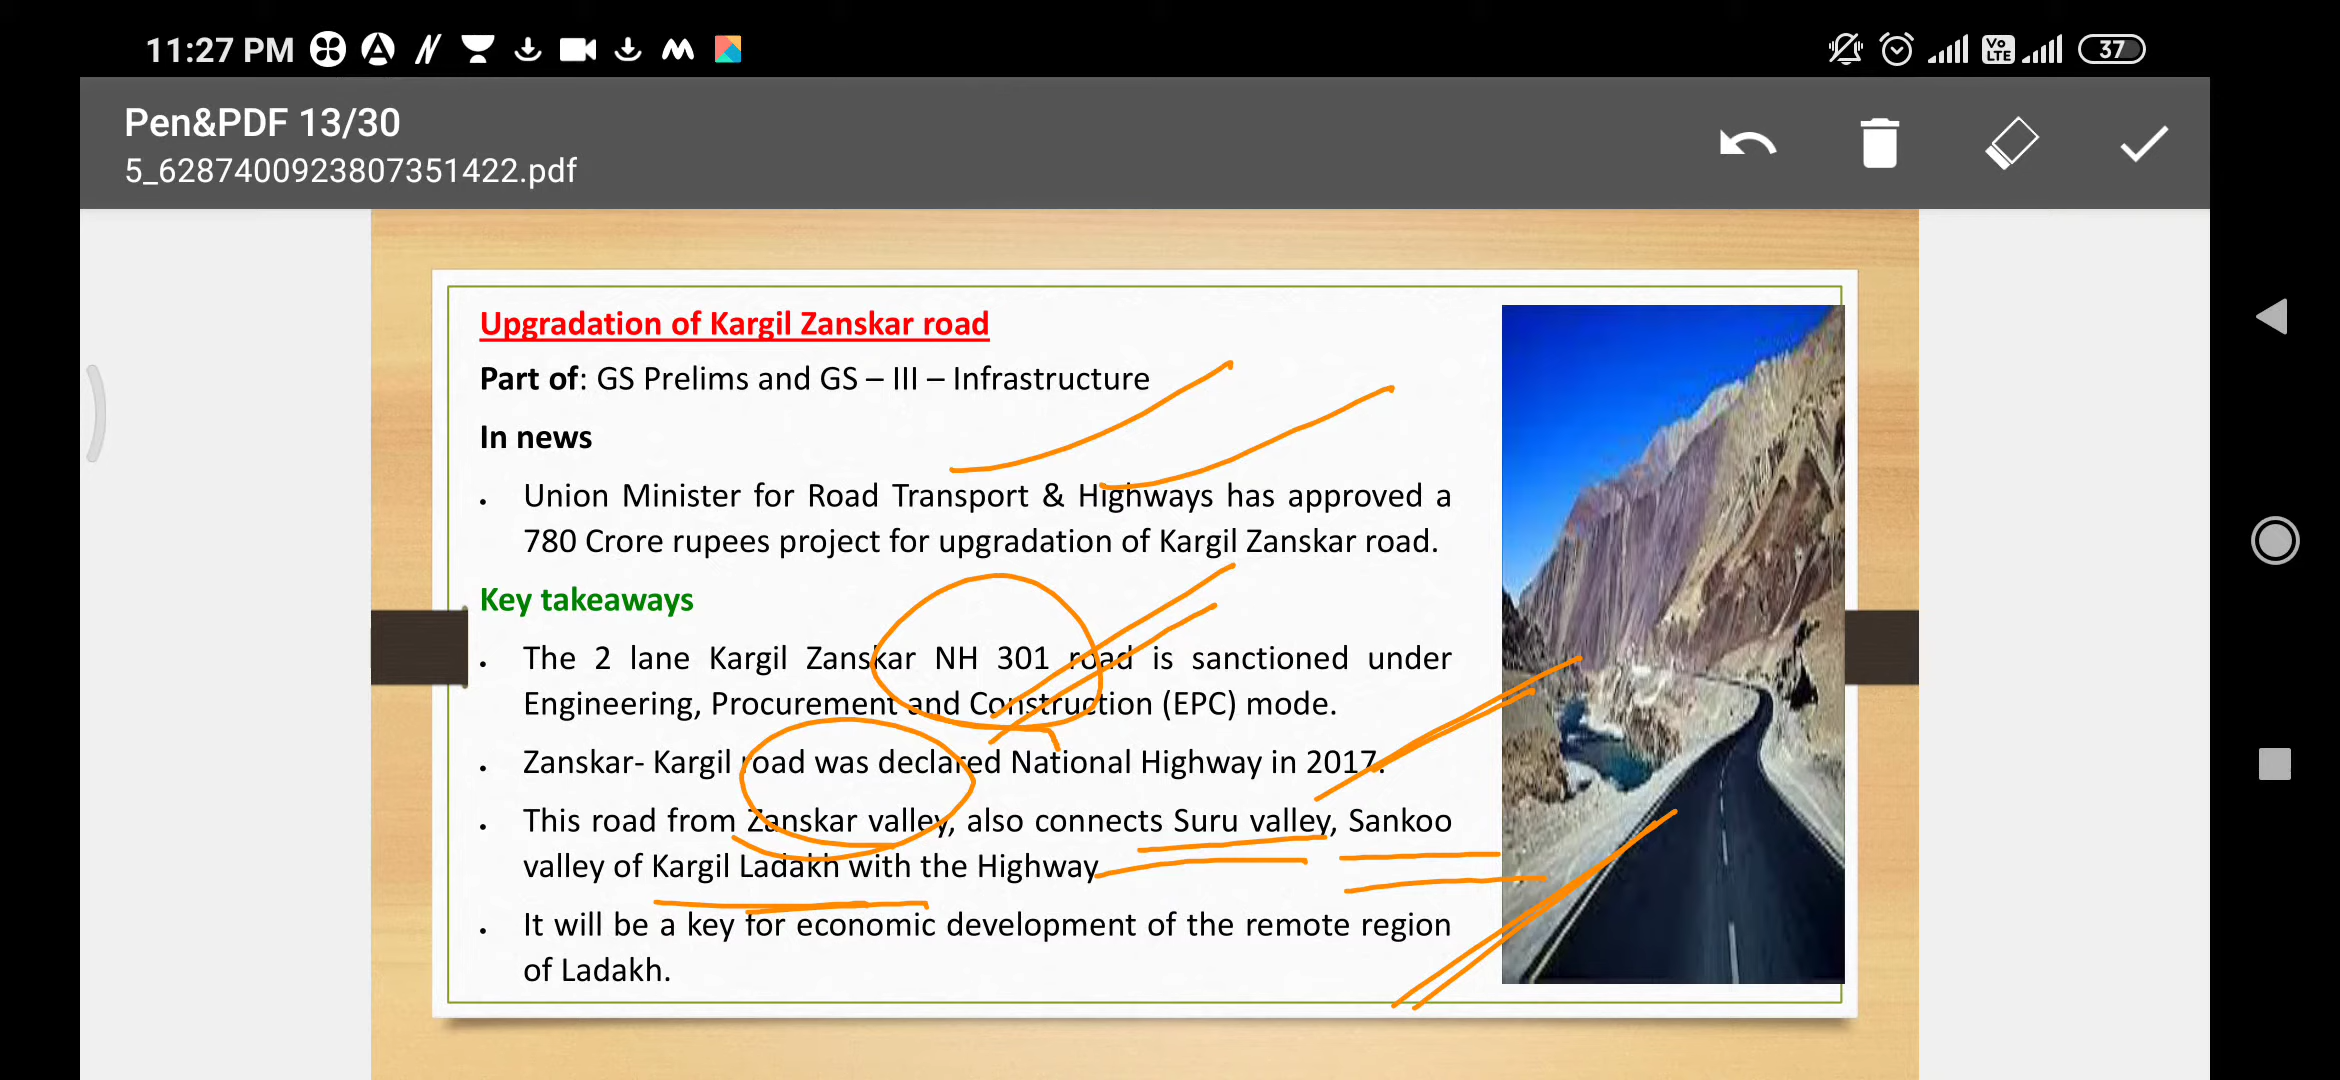 11:27 PM
Vo LTE
37
Pen&PDF 13/30
5_6287400923807351422.pdf
Upgradation of Kargil Zanskar road
Part of: GS Prelims and GS – III – Infrastructure
In news
• Union Minister for Road Transport & Highways has approved a
780 Crore rupees project for upgradation of Kargil Zanskar road.
Key takeaways
• The 2 lane Kargil Zanskar NH 301 road is sanctioned under
Engineering, Procurement and Construction (EPC) mode.
• Zanskar- Kargil road was declared National Highway in 2017.
• This road from Zanskar valley, also connects Suru valley, Sankoo
valley of Kargil Ladakh with the Highway
• It will be a key for economic development of the remote region
of Ladakh.